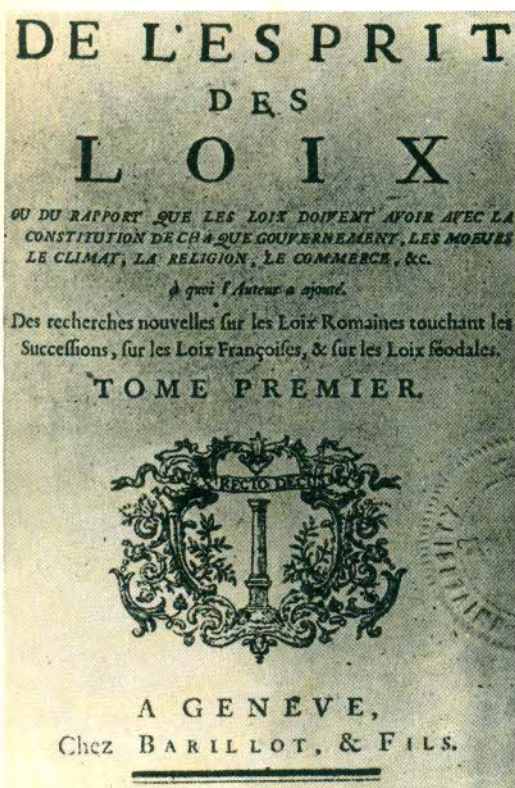 DE L'ESPRIT
DES
LOIX
OU DU RAPPORT QUE LES LOIX DOIVENT AVOIR AVEC LA
CONSTITUTION DE CHAQUE GOUVERNEMENT, LES MOEURS
LE CLIMAT, LA RELIGION, LE COMMERCE, &c.
à quoi l'Auteur a ajouté.
Des recherches nouvelles ſur les Loix Romaines touchant les
Succeſſions, ſur les Loix Françoiſes, & ſur les Loix féodales.
TOME PREMIER.
EX RECTO DECUS
A GENEVE,
Chez BARILLOT, & FILS.